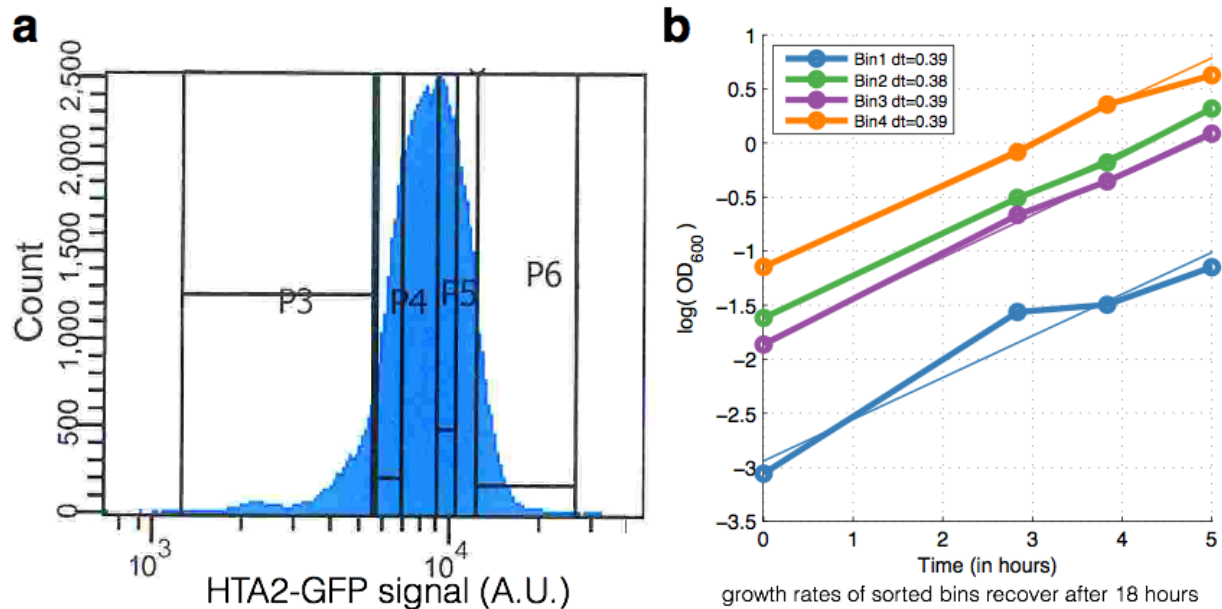 a
Count
2,500
2,000
1,500
1,000
500
0
P3
P4
P5
P6
10^3
10^4
HTA2-GFP signal (A.U.)
b
log( OD_600 )
1
0.5
0
−0.5
−1
−1.5
−2
−2.5
−3
−3.5
Bin1 dt=0.39
Bin2 dt=0.38
Bin3 dt=0.39
Bin4 dt=0.39
0 1 2 3 4 5
Time (in hours)
growth rates of sorted bins recover after 18 hours